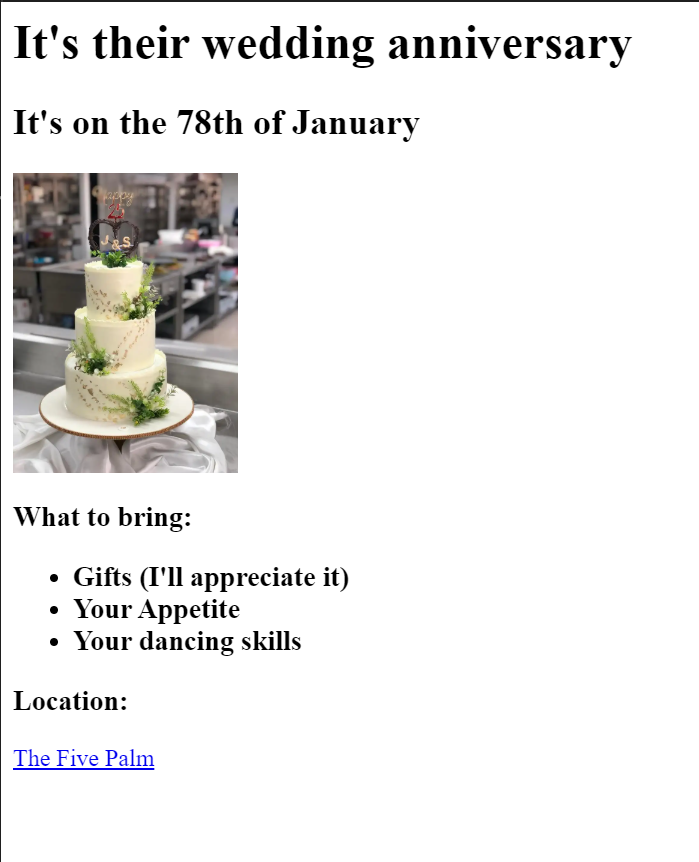 It's their wedding anniversary
It's on the 78th of January
Happy
25
J & S
What to bring:
Gifts (I'll appreciate it)
Your Appetite
Your dancing skills
Location:
The Five Palm